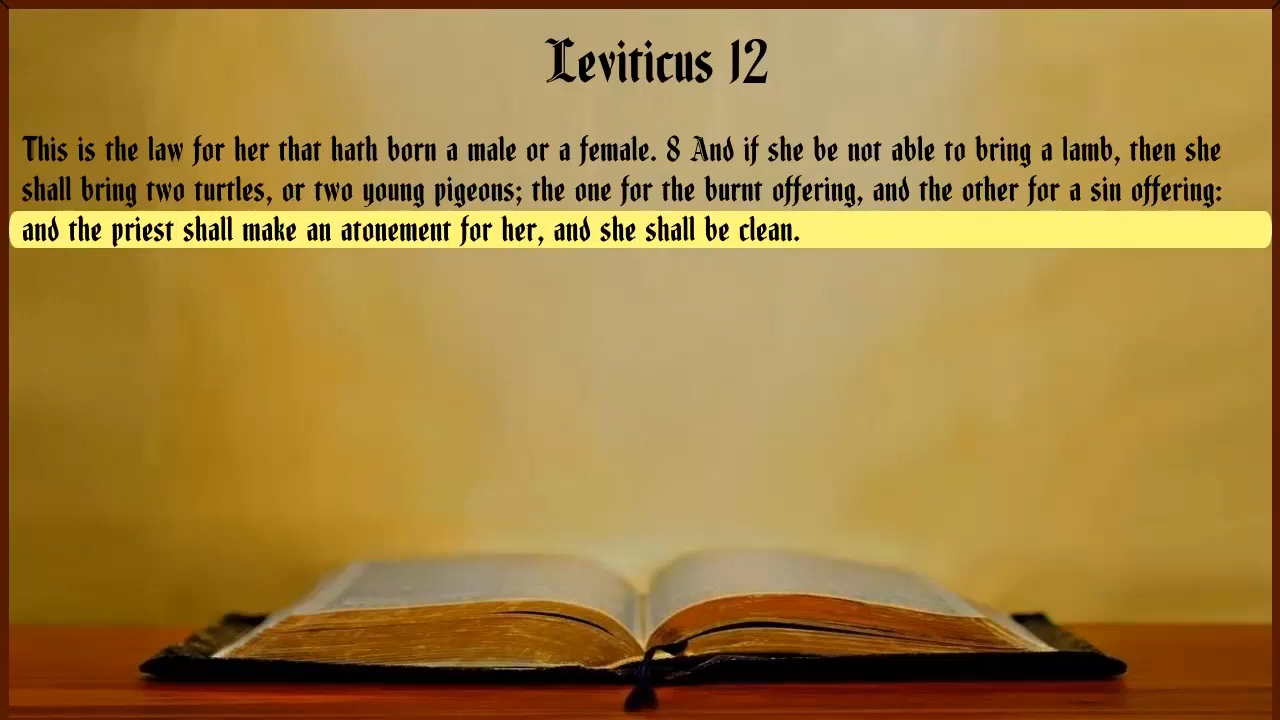 Leviticus 12
This is the law for her that hath born a male or a female. 8 And if she be not able to bring a lamb, then she
shall bring two turtles, or two young pigeons; the one for the burnt offering, and the other for a sin offering:
and the priest shall make an atonement for her, and she shall be clean.